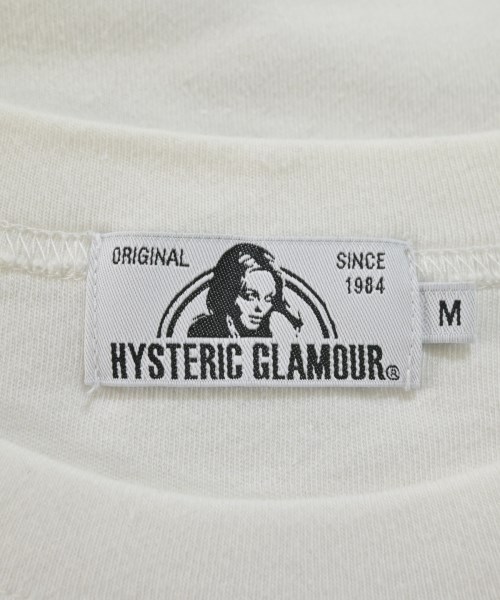 ORIGINAL SINCE
1984
HYSTERIC GLAMOUR®
M